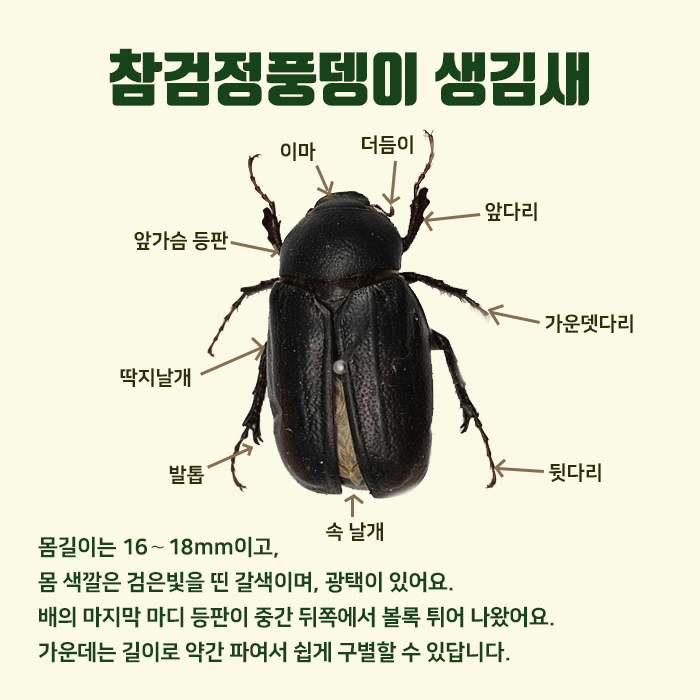 참검정풍뎅이 생김새
이마
더듬이
앞다리
앞가슴 등판
가운뎃다리
딱지날개
발톱
뒷다리
속 날개
몸길이는 16~18mm이고,
몸 색깔은 검은빛을 띤 갈색이며, 광택이 있어요.
배의 마지막 마디 등판이 중간 뒤쪽에서 볼록 튀어 나왔어요.
가운데는 길이로 약간 파여서 쉽게 구별할 수 있답니다.